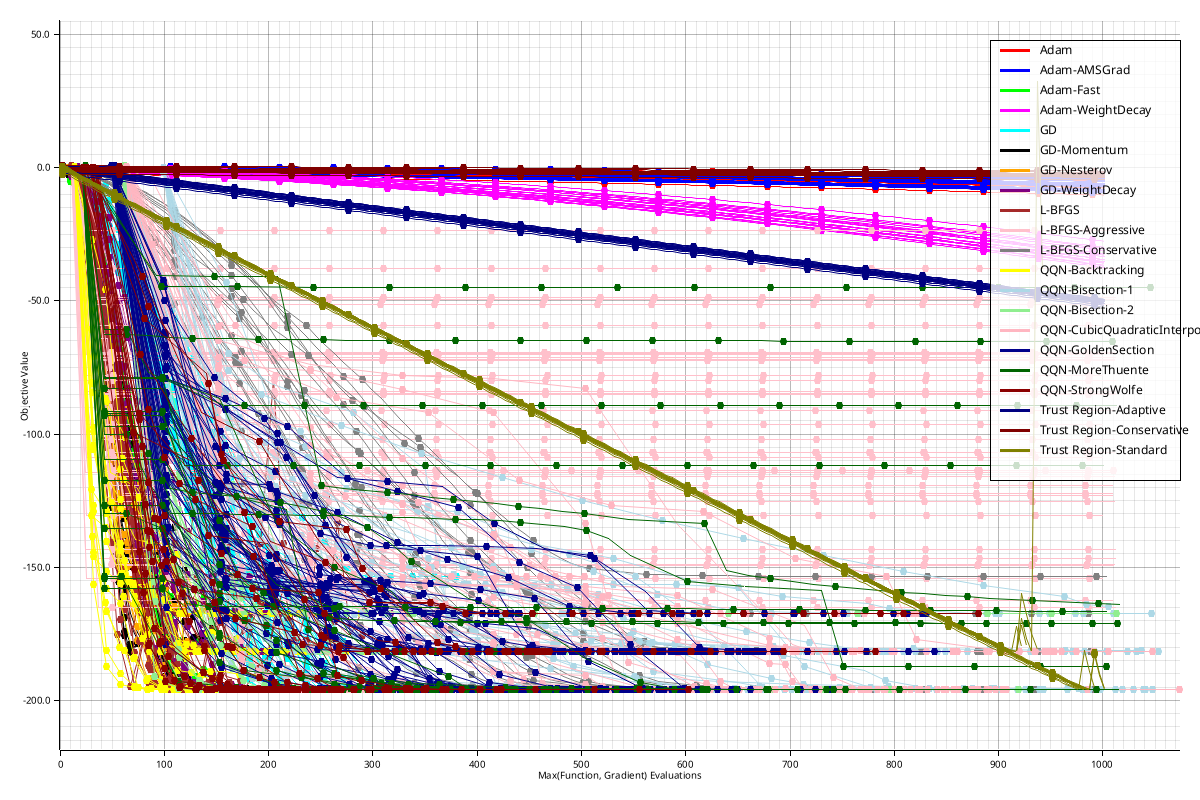 50.0
0.0
-50.0
-100.0
-150.0
-200.0
Objective Value
0 100 200 300 400 500 600 700 800 900 1000
Max(Function, Gradient) Evaluations
Adam
Adam-AMSGrad
Adam-Fast
Adam-WeightDecay
GD
GD-Momentum
GD-Nesterov
GD-WeightDecay
L-BFGS
L-BFGS-Aggressive
L-BFGS-Conservative
QQN-Backtracking
QQN-Bisection-1
QQN-Bisection-2
QQN-CubicQuadraticInterpo
QQN-GoldenSection
QQN-MoreThuente
QQN-StrongWolfe
Trust Region-Adaptive
Trust Region-Conservative
Trust Region-Standard